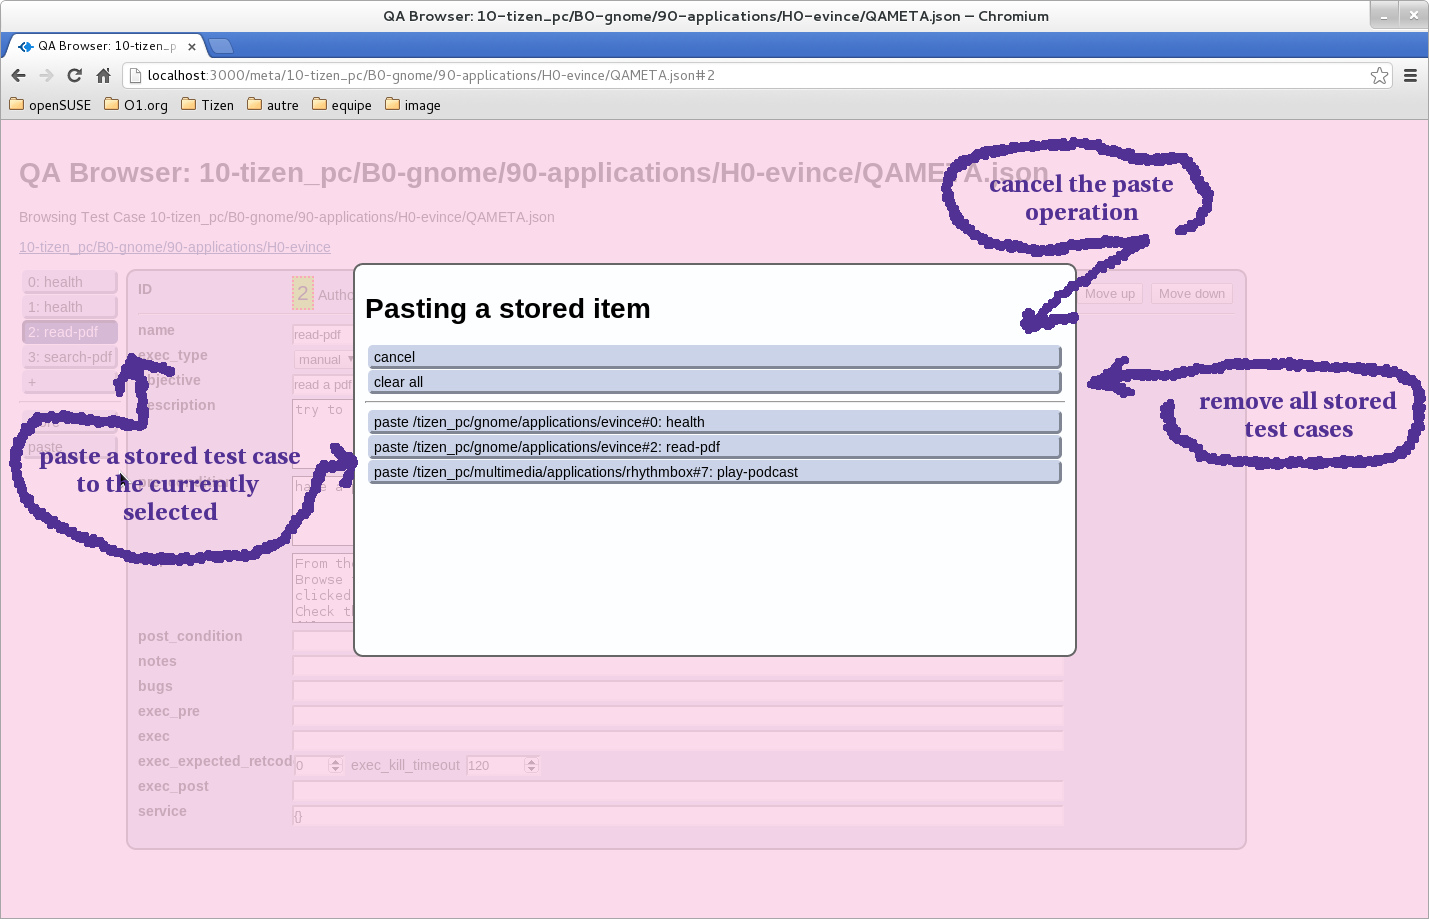 QA Browser: 10-tizen_pc/B0-gnome/90-applications/H0-evince/QAMETA.json – Chromium
QA Browser: 10-tizen_p
localhost:3000/meta/10-tizen_pc/B0-gnome/90-applications/H0-evince/QAMETA.json#2
openSUSE O1.org Tizen autre equipe image
QA Browser: 10-tizen_pc/B0-gnome/90-applications/H0-evince/QAMETA.json
cancel the paste
operation
Browsing Test Case 10-tizen_pc/B0-gnome/90-applications/H0-evince/QAMETA.json
10-tizen_pc/B0-gnome/90-applications/H0-evince
0: health
1: health
2: read-pdf
3: search-pdf
+
paste
ID 2 Autho
Move up Move down
name read-pdf
exec_type manual
objective read a pdf
description try to
Pasting a stored item
cancel
clear all
paste /tizen_pc/gnome/applications/evince#0: health
paste /tizen_pc/gnome/applications/evince#2: read-pdf
paste /tizen_pc/multimedia/applications/rhythmbox#7: play-podcast
remove all stored
test cases
paste a stored test case
to the currently
selected
From the
Browse
clicked
Check th
post_condition
notes
bugs
exec_pre
exec
exec_expected_retcod 0 exec_kill_timeout 120
exec_post
service {}